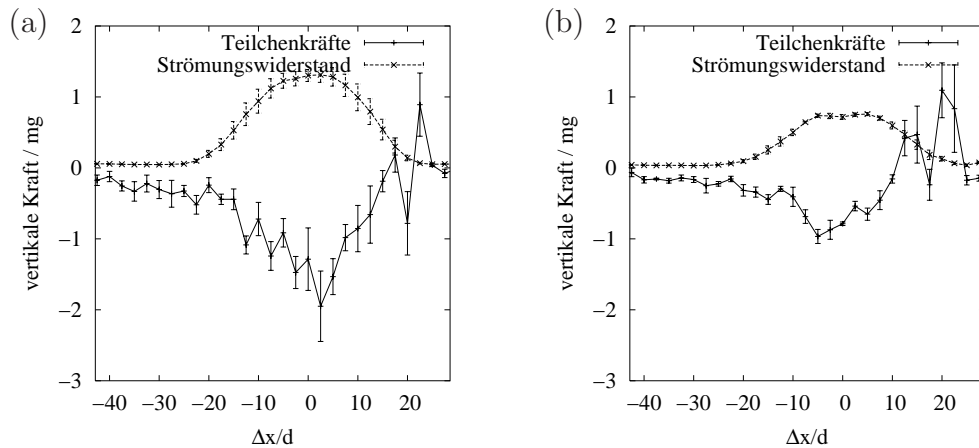 (a)
Teilchenkräfte
Strömungswiderstand
vertikale Kraft / mg
2
1
0
−1
−2
−3
−40 −30 −20 −10 0 10 20
Δx/d
(b)
Teilchenkräfte
Strömungswiderstand
vertikale Kraft / mg
2
1
0
−1
−2
−3
−40 −30 −20 −10 0 10 20
Δx/d